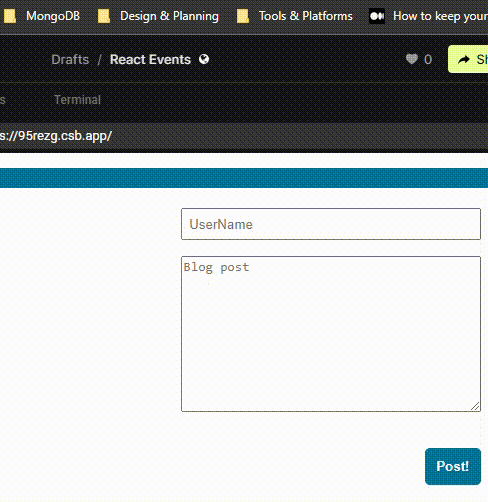 MongoDB Design & Planning Tools & Platforms How to keep your
Drafts / React Events 0 Sh
s Terminal
s://95rezg.csb.app/
UserName
Blog post
Post!